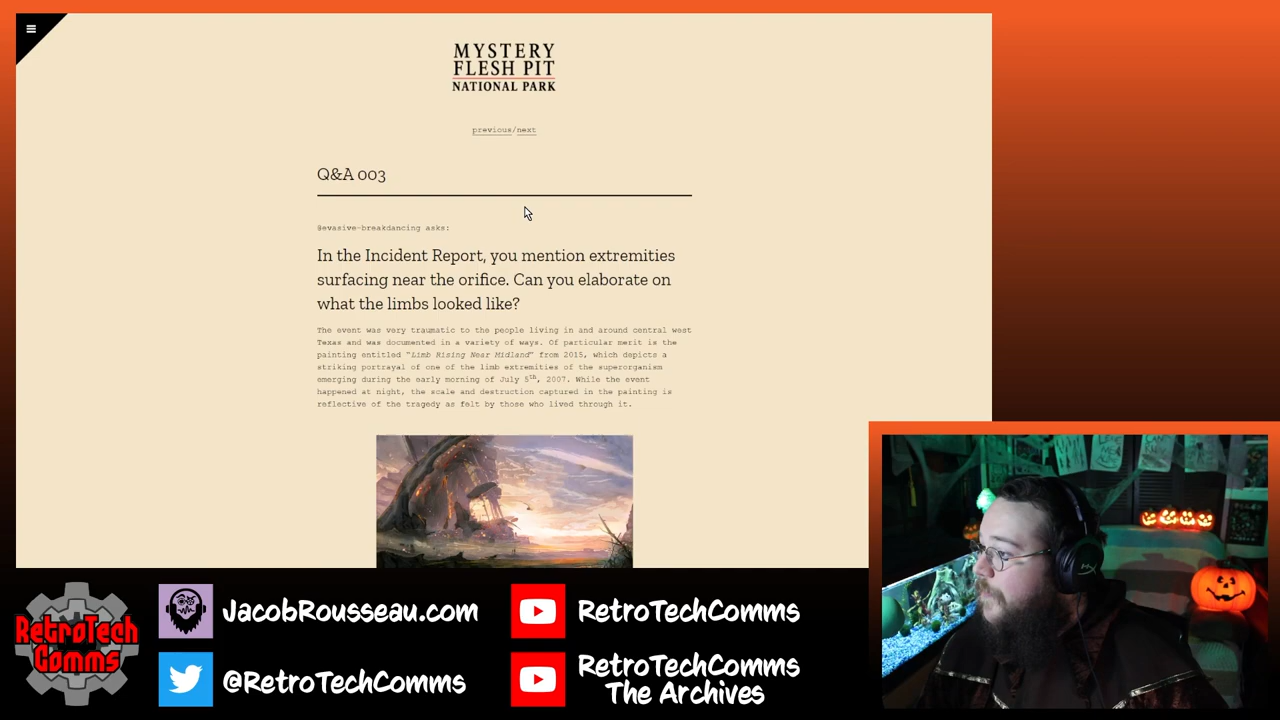 MYSTERY
FLESH PIT
NATIONAL PARK
previous/next
Q&A 003
@evasive-breakdancing asks:
In the Incident Report, you mention extremities
surfacing near the orifice. Can you elaborate on
what the limbs looked like?
The event was very traumatic to the people living in and around central west
Texas and was documented in a variety of ways. Of particular merit is the
painting entitled "Limb Rising Near Midland" from 2015, which depicts a
striking portrayal of one of the limb extremities of the superorganism
emerging during the early morning of July 5th, 2007. While the event
happened at night, the scale and destruction captured in the painting is
reflective of the tragedy as felt by those who lived through it.
RetroTech
Comms
JacobRousseau.com
@RetroTechComms
RetroTechComms
RetroTechComms
The Archives